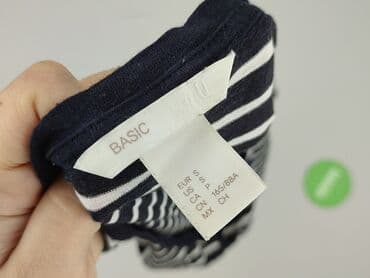 BASIC
EUR S
US S
CA P
CN 165/88A
MX CH